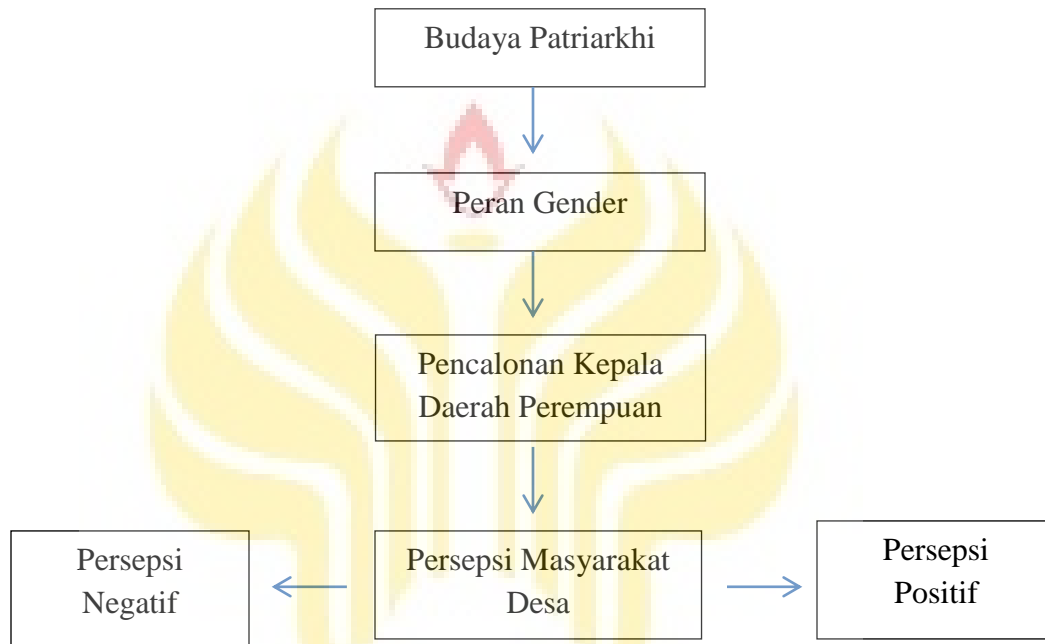 Budaya Patriarkhi
Peran Gender
Pencalonan Kepala
Daerah Perempuan
Persepsi
Negatif
Persepsi Masyarakat
Desa
Persepsi
Positif